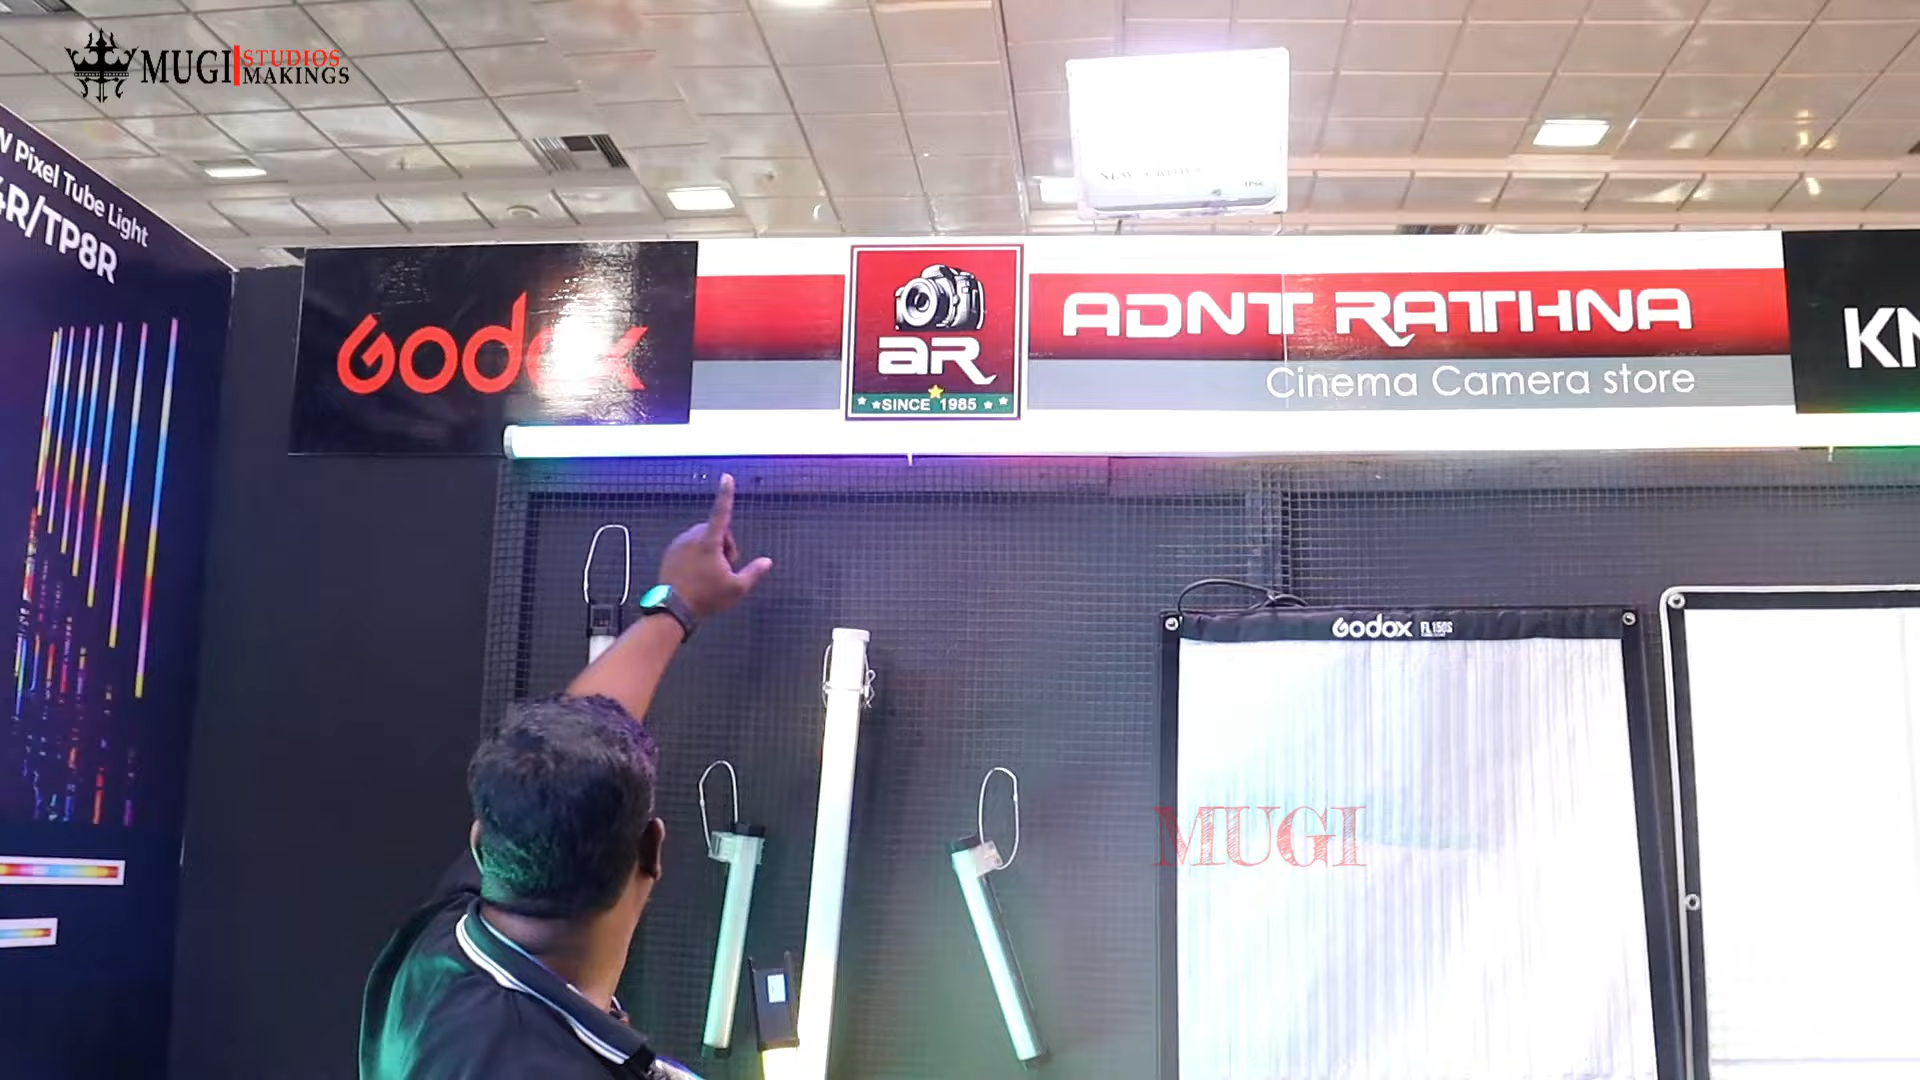 MUGI STUDIOS MAKINGS
Pixel Tube Light
R/TP8R
Godox
aR
SINCE 1985
ADNT RATHNA
Cinema Camera store
KN
Godox FL150S
MUGI